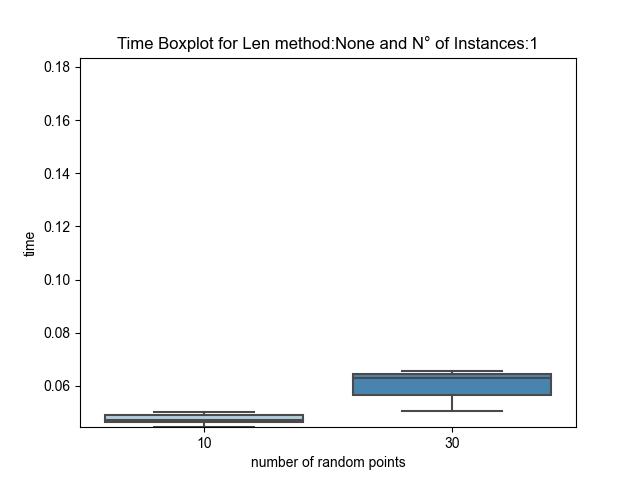 Time Boxplot for Len method:None and N° of Instances:1
0.18
0.16
0.14
0.12
0.10
0.08
0.06
time
10 30
number of random points